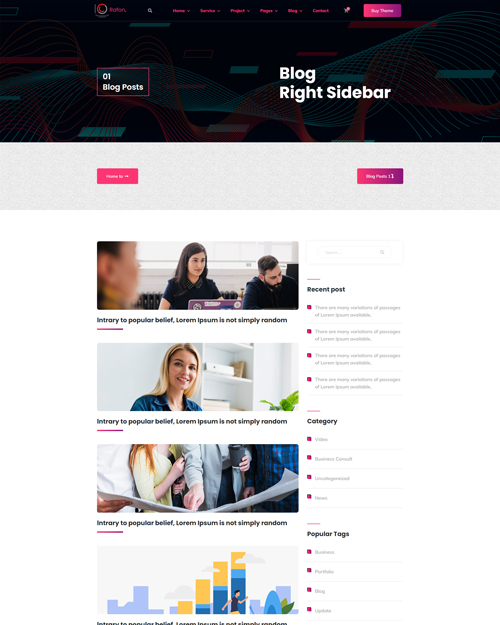 Rafon.
Home
Service
Project
Pages
Blog
Contact
Buy Theme
01
Blog Posts
Blog
Right Sidebar
Home to
Blog Posts 1 1
Search...
Intrary to popular belief, Lorem Ipsum is not simply random
Intrary to popular belief, Lorem Ipsum is not simply random
Intrary to popular belief, Lorem Ipsum is not simply random
Recent post
There are many variations of passages
of Lorem Ipsum available,
There are many variations of passages
of Lorem Ipsum available,
There are many variations of passages
of Lorem Ipsum available,
There are many variations of passages
of Lorem Ipsum available,
Category
Video
Business Consult
Uncategorized
News
Popular Tags
Business
Portfolio
Blog
Update